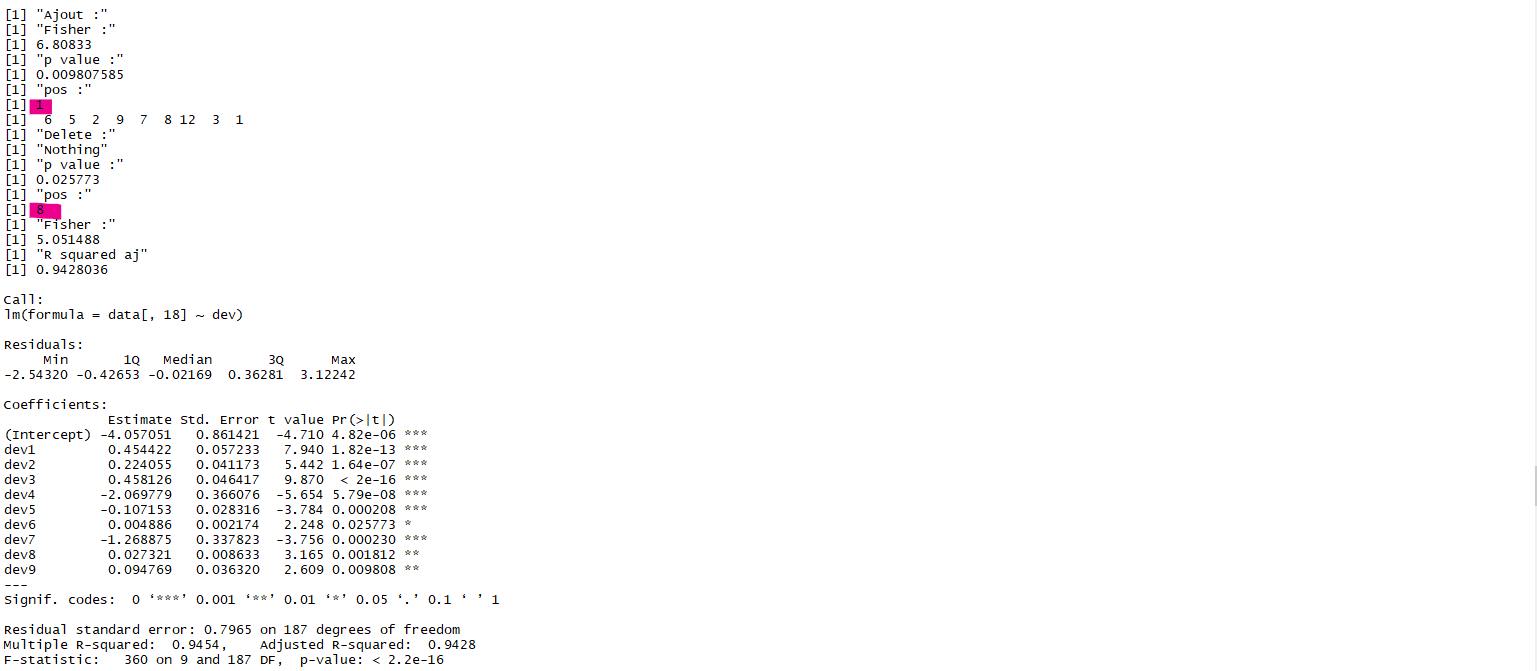 [1] "Ajout :"
[1] "Fisher :"
[1] 6.80833
[1] "p value :"
[1] 0.009807585
[1] "pos :"
[1] 1
[1]  6  5  2  9  7  8 12  3  1
[1] "Delete :"
[1] "Nothing"
[1] "p value :"
[1] 0.025773
[1] "pos :"
[1] 8
[1] "Fisher :"
[1] 5.051488
[1] "R squared aj"
[1] 0.9428036
Call:
lm(formula = data[, 18] ~ dev)
Residuals:
     Min       1Q   Median       3Q      Max
-2.54320 -0.42653 -0.02169  0.36281  3.12242
Coefficients:
             Estimate Std. Error t value Pr(>|t|)
(Intercept) -4.057051   0.861421  -4.710 4.82e-06 ***
dev1         0.454422   0.057233   7.940 1.82e-13 ***
dev2         0.224055   0.041173   5.442 1.64e-07 ***
dev3         0.458126   0.046417   9.870  < 2e-16 ***
dev4        -2.069779   0.366076  -5.654 5.79e-08 ***
dev5        -0.107153   0.028316  -3.784 0.000208 ***
dev6         0.004886   0.002174   2.248 0.025773 *
dev7        -1.268875   0.337823  -3.756 0.000230 ***
dev8         0.027321   0.008633   3.165 0.001812 **
dev9         0.094769   0.036320   2.609 0.009808 **
---
Signif. codes:  0 ‘***’ 0.001 ‘**’ 0.01 ‘*’ 0.05 ‘.’ 0.1 ‘ ’ 1
Residual standard error: 0.7965 on 187 degrees of freedom
Multiple R-squared:  0.9454,    Adjusted R-squared:  0.9428
F-statistic:   360 on 9 and 187 DF,  p-value: < 2.2e-16